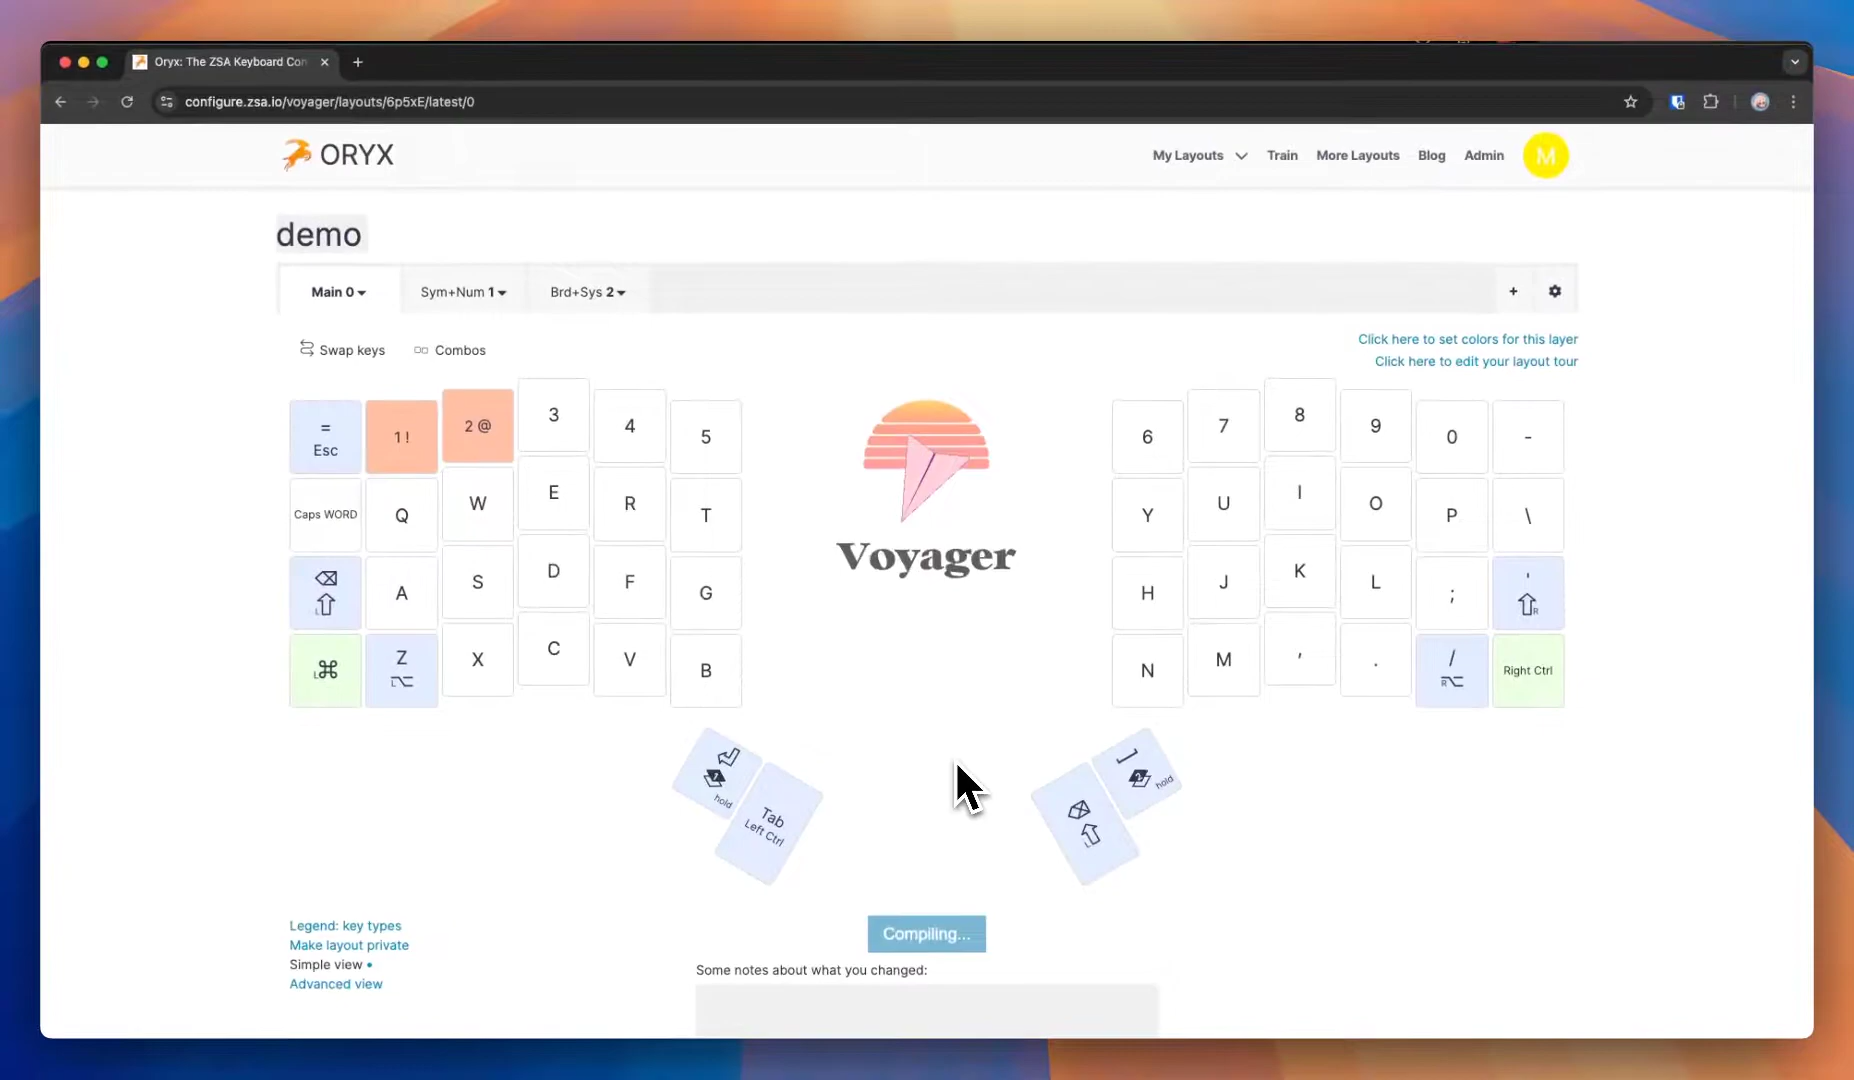 Oryx: The ZSA Keyboard Con
configure.zsa.io/voyager/layouts/6p5xE/latest/0
ORYX
My Layouts Train More Layouts Blog Admin M
demo
Main 0 Sym+Num 1 Brd+Sys 2 +
Swap keys Combos
Click here to set colors for this layer
Click here to edit your layout tour
= Esc 1 ! 2 @ 3 4 5 6 7 8 9 0 -
Caps WORD Q W E R T Y U I O P \
⌫ L⇧ A S D F G H J K L ; ' ⇧R
L⌘ Z L⌥ X C V B N M , . / R⌥ Right Ctrl
Voyager
1 hold
Tab
Left Ctrl
2 hold
L
Legend: key types
Make layout private
Simple view •
Advanced view
Compiling...
Some notes about what you changed: